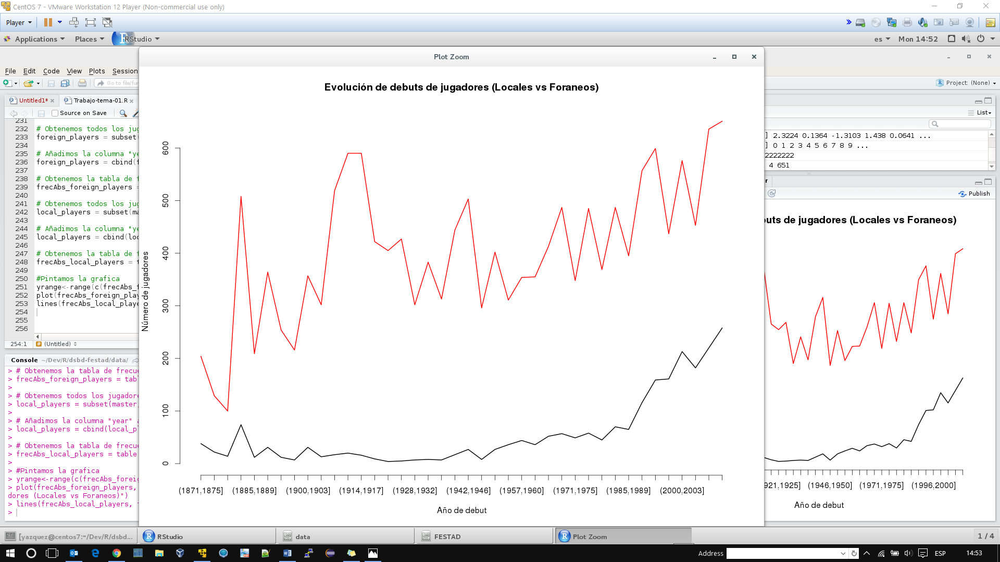 CentOS 7 - VMware Workstation 12 Player (Non-commercial use only)
Player
Applications Places RStudio es Mon 14:52
Plot Zoom
File Edit Code View Plots Session
Go to file/fu
Project: (None)
Untitled1* Trabajo-tema-01.R
Source on Save
List
231
232 # Obtenemos todos los jug
233 foreign_players = subset
234
235 # Añadimos la columna "ye
236 foreign_players = cbind(
237
238 # Obtenemos la tabla de f
239 frecAbs_foreign_players =
240
241 # Obtenemos todos los jug
242 local_players = subset(ma
243
244 # Añadimos la columna "ye
245 local_players = cbind(loc
246
247 # Obtenemos la tabla de f
248 frecAbs_local_players = t
249
250 #Pintamos la grafica
251 yrange<-range(c(frecAbs_f
252 plot(frecAbs_foreign_play
253 lines(frecAbs_local_playe
254
255
256
254:1 (Untitled)
Console ~/Dev/R/dsbd-festad/data/
> # Obtenemos la tabla de frecue
> frecAbs_foreign_players = tabl
>
> # Obtenemos todos los jugadore
> local_players = subset(master
>
> # Añadimos la columna "year" a
> local_players = cbind(local_p
>
> # Obtenemos la tabla de frecue
> frecAbs_local_players = table
>
> #Pintamos la grafica
> yrange<-range(c(frecAbs_forei
> plot(frecAbs_foreign_players,
dores (Locales vs Foraneos)")
> lines(frecAbs_local_players,
>
Evolución de debuts de jugadores (Locales vs Foraneos)
Número de jugadores
600
500
400
300
200
100
0
(1871,1875] (1885,1889] (1900,1903] (1914,1917] (1928,1932] (1942,1946] (1957,1960] (1971,1975] (1985,1989] (2000,2003]
Año de debut
] 2.3224 0.1364 -1.3103 1.438 0.0641 ...
] 0 1 2 3 4 5 6 7 8 9 ...
2222222
4 651
r
Publish
buts de jugadores (Locales vs Foraneos)
921,1925] (1946,1950] (1971,1975] (1996,2000]
Año de debut
[yazquez@centos7:~/Dev/R/dsbd... RStudio data FESTAD Plot Zoom 1 / 4
Address ESP 14:53